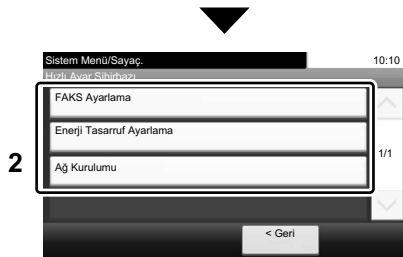 Sistem Menü/Sayaç.
10:10
Hızlı Ayar Sihirbazı
FAKS Ayarlama
Enerji Tasarruf Ayarlama
1/1
2
Ağ Kurulumu
< Geri